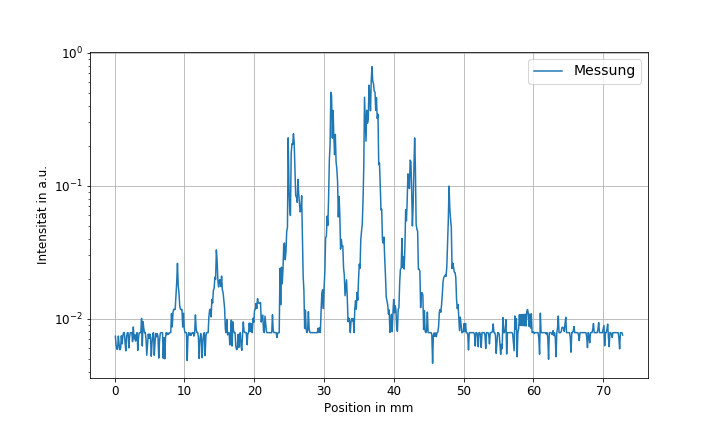 10⁰
Messung
10⁻¹
Intensität in a.u.
10⁻²
0 10 20 30 40 50 60 70
Position in mm